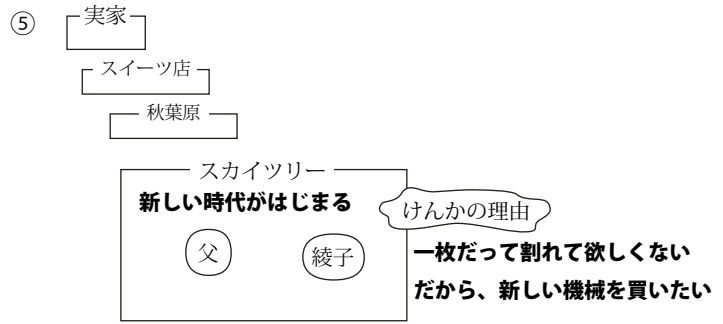 ⑤
実家
スイーツ店
秋葉原
スカイツリー
新しい時代がはじまる
けんかの理由
父
綾子
一枚だって割れて欲しくない
だから、新しい機械を買いたい